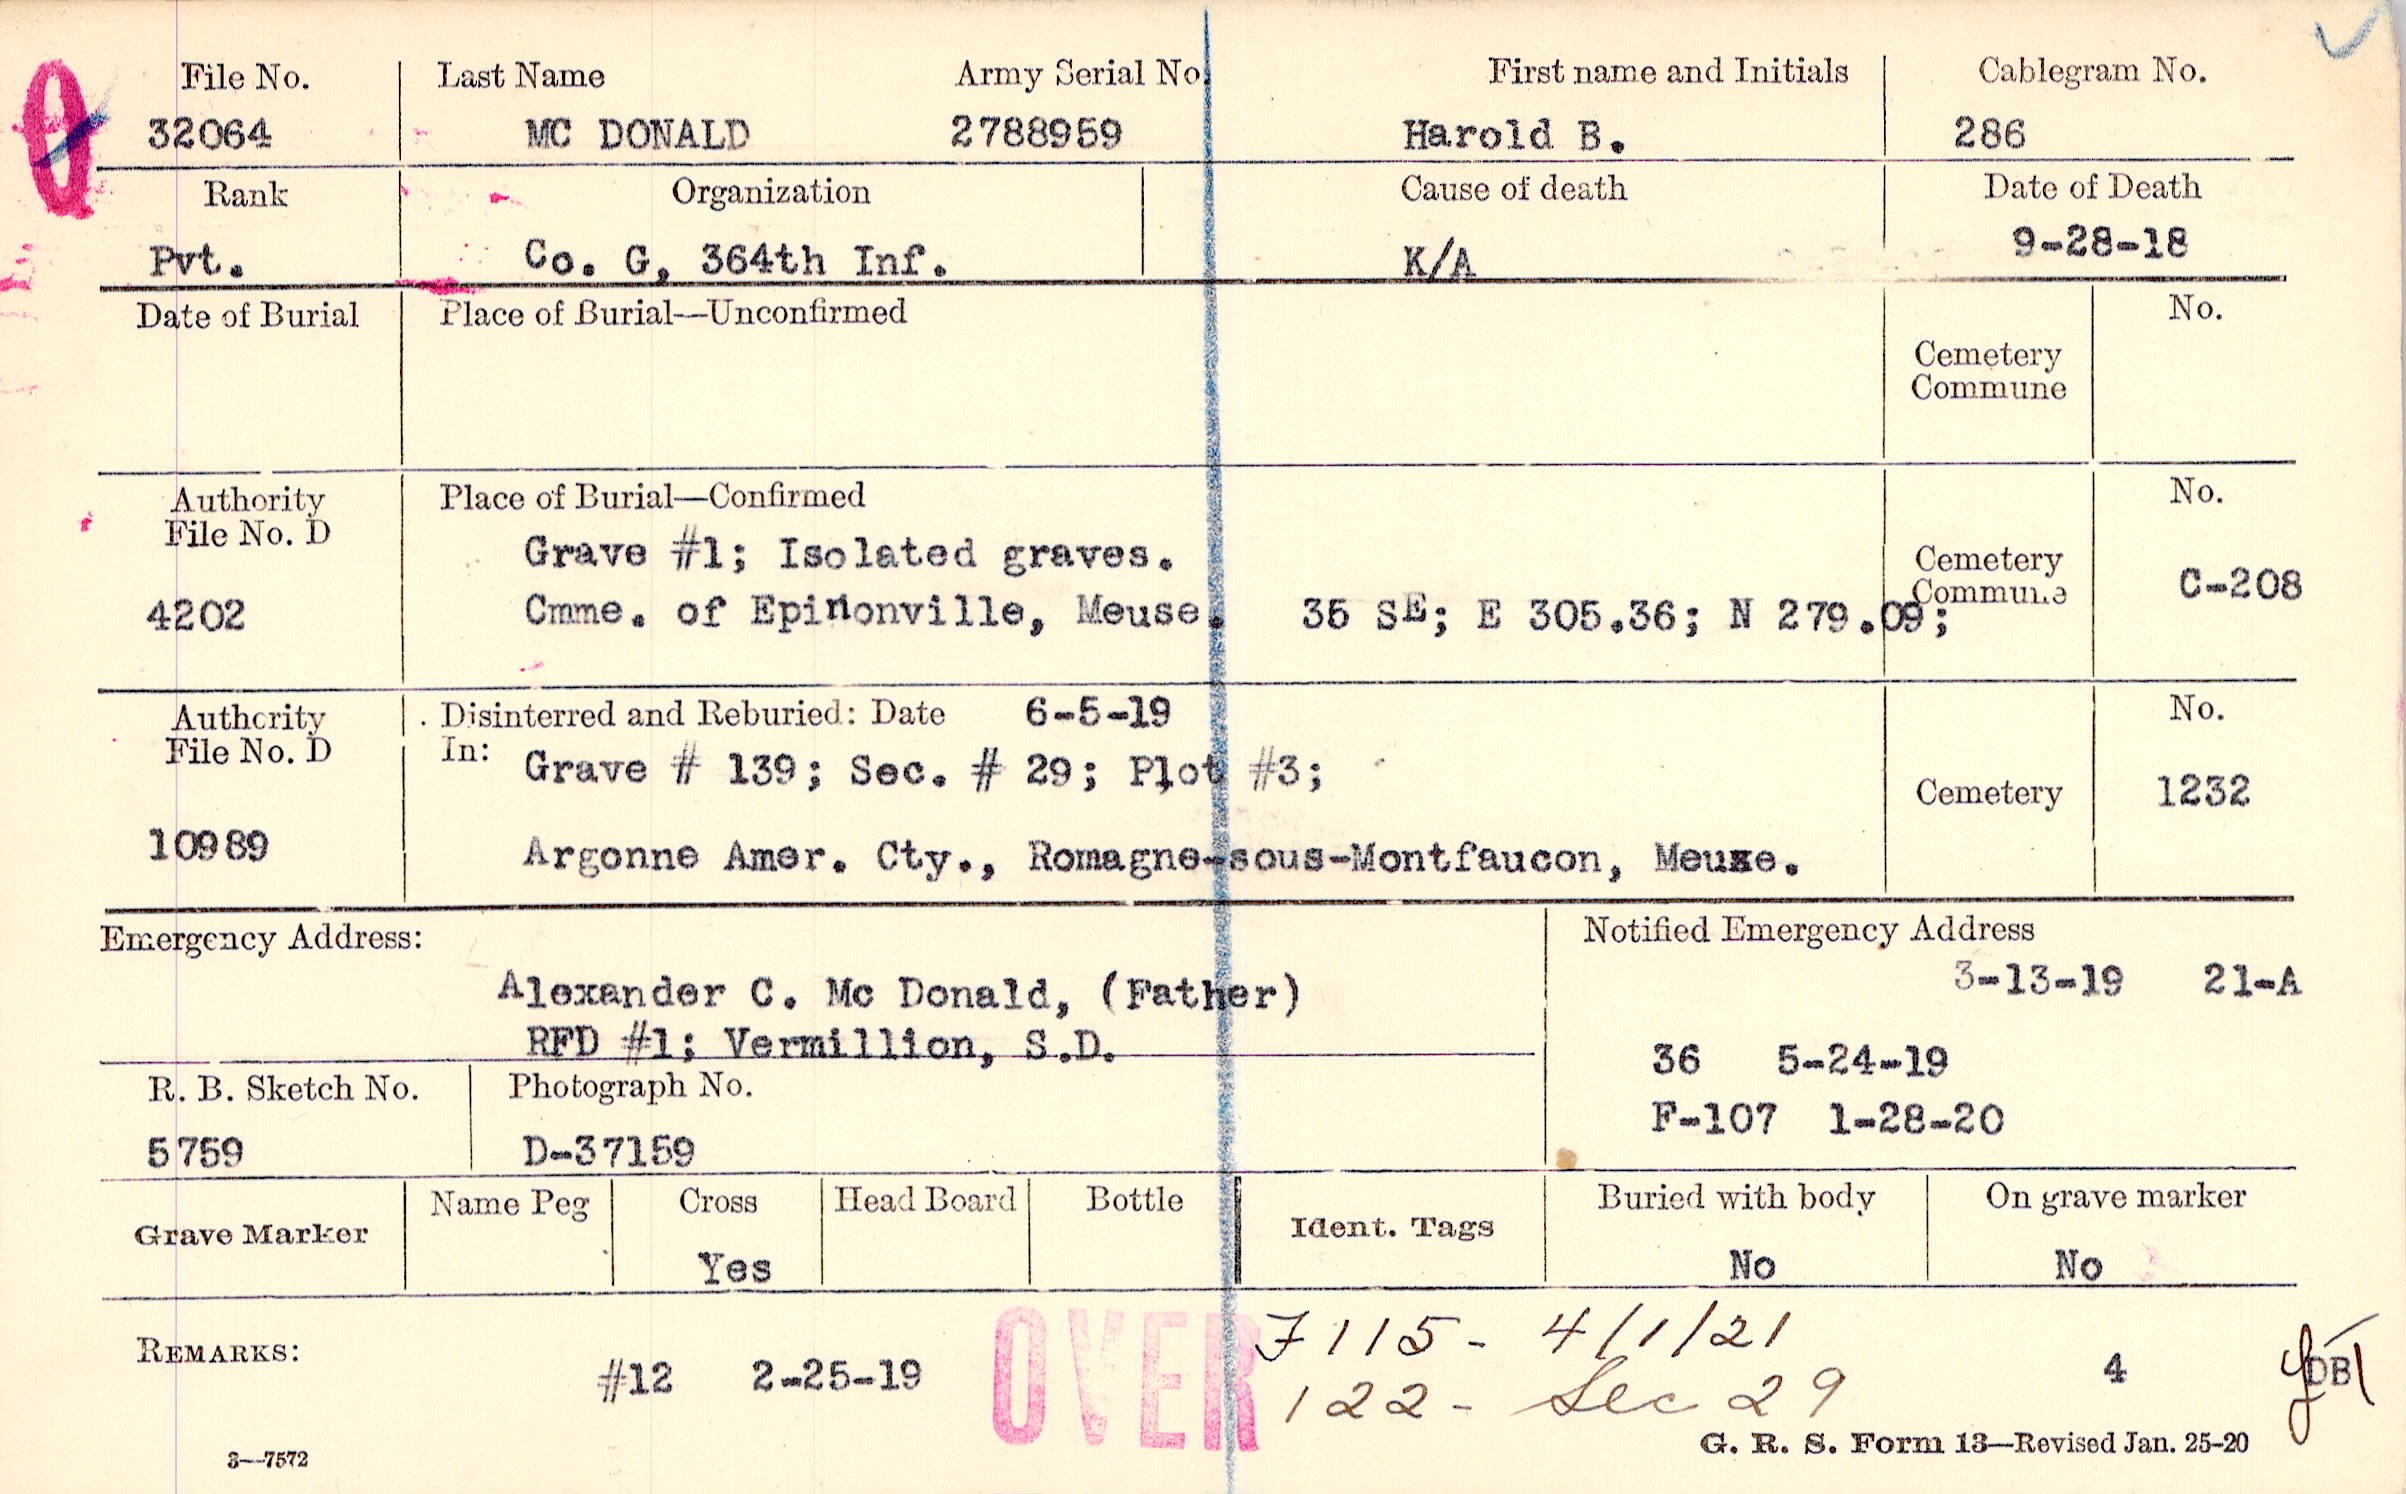 File No. Last Name Army Serial No. First name and Initials Cablegram No.
32064 MC DONALD 2788959 Harold B. 286
Rank Organization Cause of death Date of Death
Pvt. Co. G, 364th Inf. K/A 9-28-18
Date of Burial Place of Burial—Unconfirmed No.
Cemetery
Commune
Authority Place of Burial—Confirmed No.
File No. D Grave #1; Isolated graves. Cemetery
Commune C-208
4202 Cmme. of Epinonville, Meuse. 35 SE; E 305.36; N 279.09;
Authority Disinterred and Reburied: Date 6-5-19 No.
File No. D In: Grave # 139; Sec. # 29; Plot #3;
Cemetery 1232
10989 Argonne Amer. Cty., Romagne-sous-Montfaucon, Meuse.
Emergency Address: Notified Emergency Address
Alexander C. Mc Donald, (Father) 3-13-19 21-A
RFD #1; Vermillion, S.D. 36 5-24-19
R. B. Sketch No. Photograph No. F-107 1-28-20
5759 D-37159
Grave Marker Name Peg Cross Head Board Bottle Ident. Tags Buried with body On grave marker
Yes No No
OVER F 115 - 4/1/21
REMARKS: #12 2-25-19 122 - Sec 29 4 DB
3—7572 G. R. S. Form 13—Revised Jan. 25-20